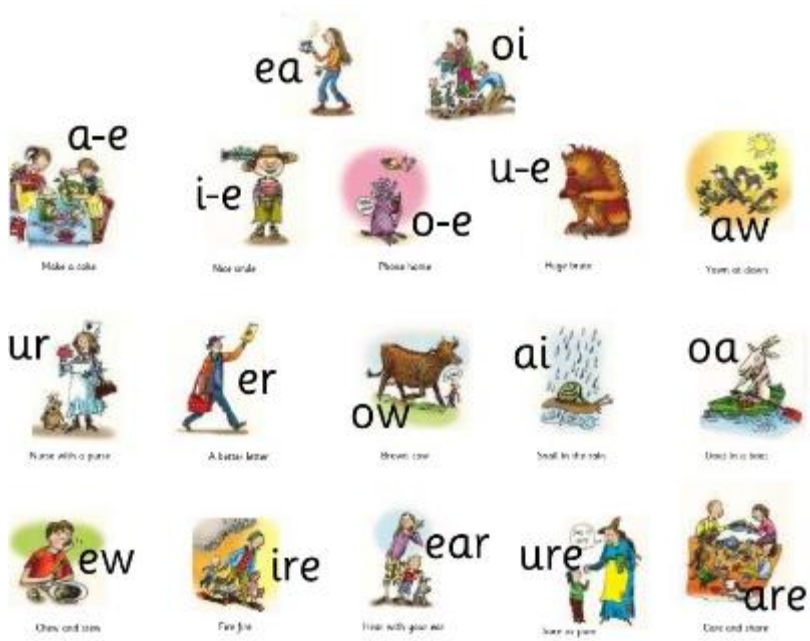 ea
oi
a-e
i-e
o-e
u-e
aw
Make a cake
Nice smile
Phone home
Huge brute
Yawn at dawn
ur
er
ow
ai
oa
Nurse with a purse
A better letter
Brown cow
Snail in the rain
Goat in a boat
ew
ire
ear
ure
are
Chew and stew
Fire fire
Hear with your ear
Care and share